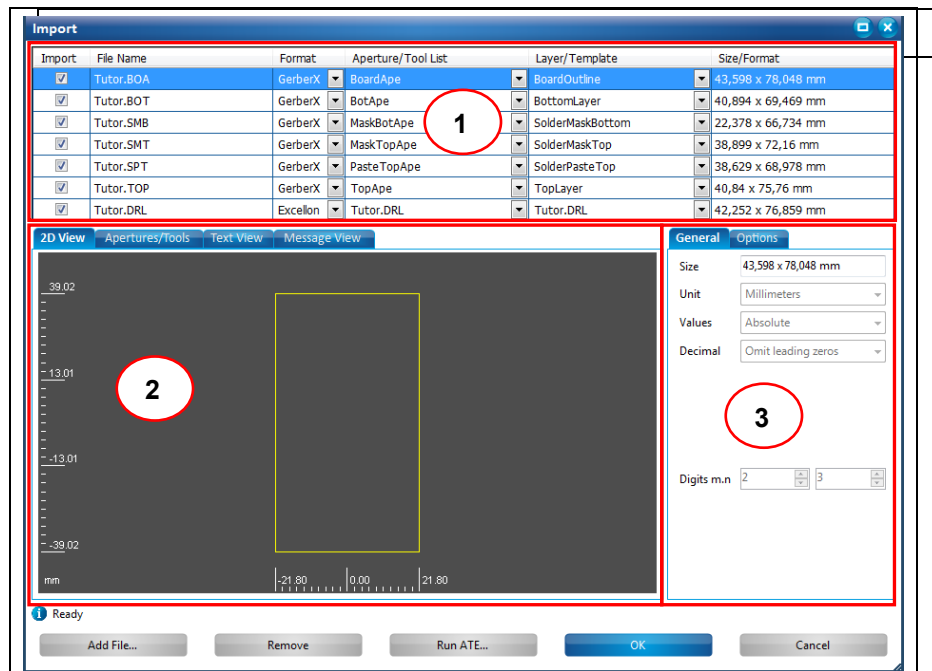 Import
Import File Name Format Aperture/Tool List Layer/Template Size/Format
Tutor.BOA GerberX BoardApe BoardOutline 43,598 x 78,048 mm
Tutor.BOT GerberX BotApe BottomLayer 40,894 x 69,469 mm
Tutor.SMB GerberX MaskBotApe SolderMaskBottom 22,378 x 66,734 mm
Tutor.SMT GerberX MaskTopApe SolderMaskTop 38,899 x 72,16 mm
Tutor.SPT GerberX PasteTopApe SolderPasteTop 38,629 x 68,978 mm
Tutor.TOP GerberX TopApe TopLayer 40,84 x 75,76 mm
Tutor.DRL Excellon Tutor.DRL Tutor.DRL 42,252 x 76,859 mm
1
2D View Apertures/Tools Text View Message View
39.02
13.01
-13.01
-39.02
mm -21.80 0.00 21.80
2
General Options
Size 43,598 x 78,048 mm
Unit Millimeters
Values Absolute
Decimal Omit leading zeros
3
Digits m.n 2 3
Ready
Add File... Remove Run ATE... OK Cancel